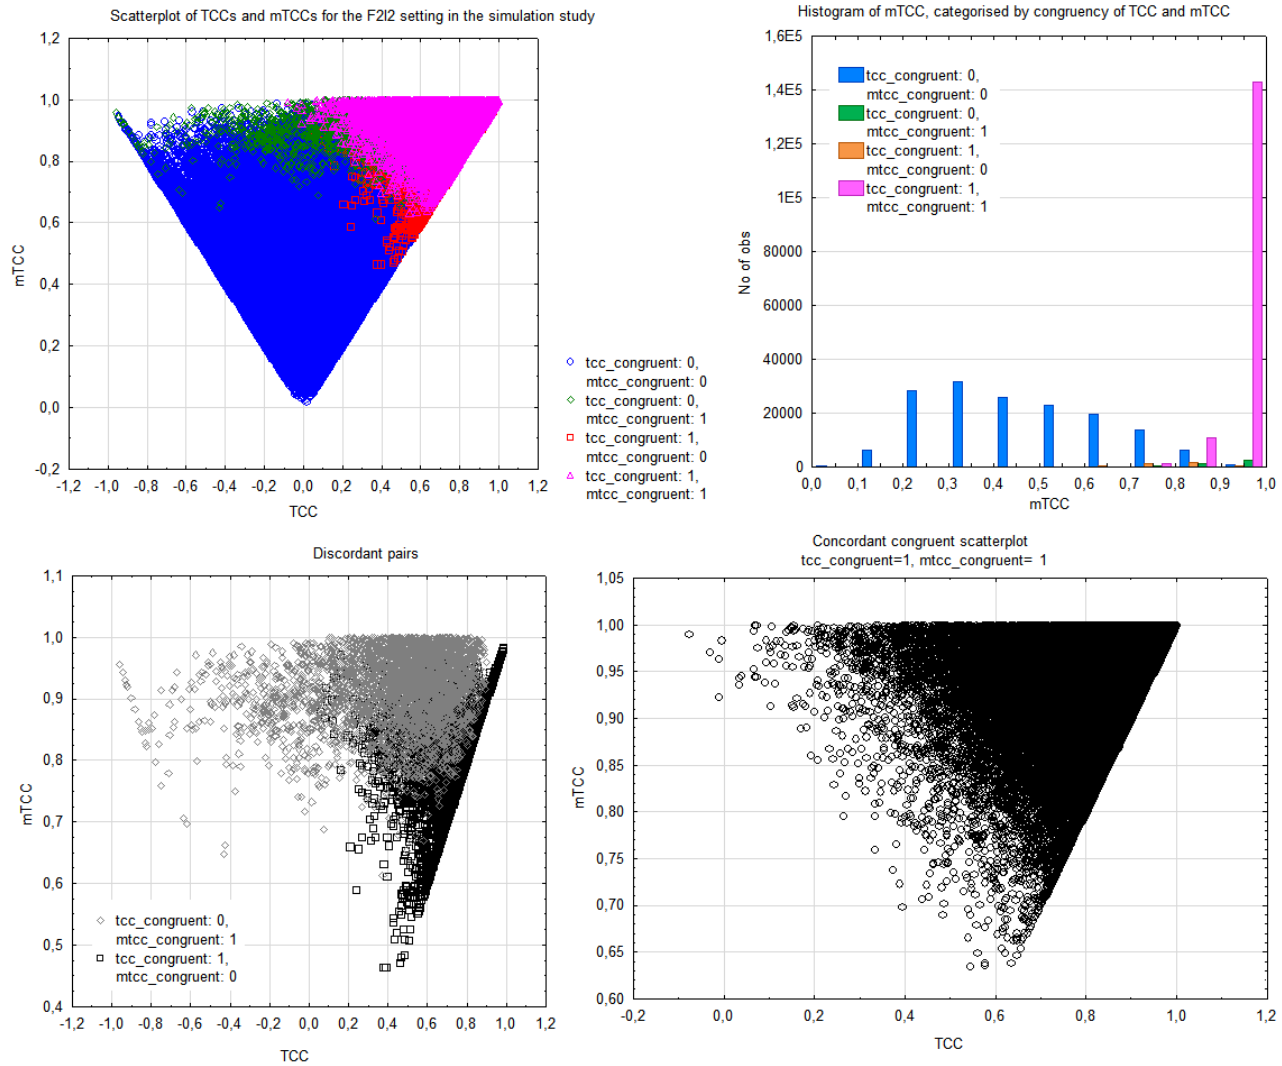 Scatterplot of TCCs and mTCCs for the F2I2 setting in the simulation study
1,2
1,0
0,8
0,6
0,4
0,2
0,0
-0,2
mTCC
-1,2 -1,0 -0,8 -0,6 -0,4 -0,2 0,0 0,2 0,4 0,6 0,8 1,0 1,2
TCC
tcc_congruent: 0,
mtcc_congruent: 0
tcc_congruent: 0,
mtcc_congruent: 1
tcc_congruent: 1,
mtcc_congruent: 0
tcc_congruent: 1,
mtcc_congruent: 1
Histogram of mTCC, categorised by congruency of TCC and mTCC
1,6E5
1,4E5
1,2E5
1E5
80000
60000
40000
20000
0
No of obs
tcc_congruent: 0,
mtcc_congruent: 0
tcc_congruent: 0,
mtcc_congruent: 1
tcc_congruent: 1,
mtcc_congruent: 0
tcc_congruent: 1,
mtcc_congruent: 1
0,0 0,1 0,2 0,3 0,4 0,5 0,6 0,7 0,8 0,9 1,0
mTCC
Discordant pairs
1,1
1,0
0,9
0,8
0,7
0,6
0,5
0,4
mTCC
tcc_congruent: 0,
mtcc_congruent: 1
tcc_congruent: 1,
mtcc_congruent: 0
-1,2 -1,0 -0,8 -0,6 -0,4 -0,2 0,0 0,2 0,4 0,6 0,8 1,0 1,2
TCC
Concordant congruent scatterplot
tcc_congruent=1, mtcc_congruent= 1
1,05
1,00
0,95
0,90
0,85
0,80
0,75
0,70
0,65
0,60
mTCC
-0,2 0,0 0,2 0,4 0,6 0,8 1,0 1,2
TCC